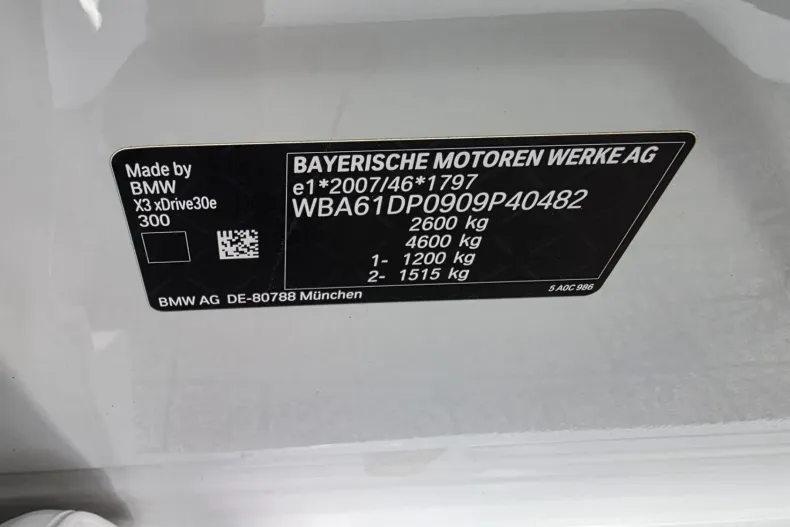 Made by
BMW
X3 xDrive30e
300
BAYERISCHE MOTOREN WERKE AG
e1*2007/46*1797
WBA61DP0909P40482
2600 kg
4600 kg
1- 1200 kg
2- 1515 kg
BMW AG DE-80788 München
5 A0C 986